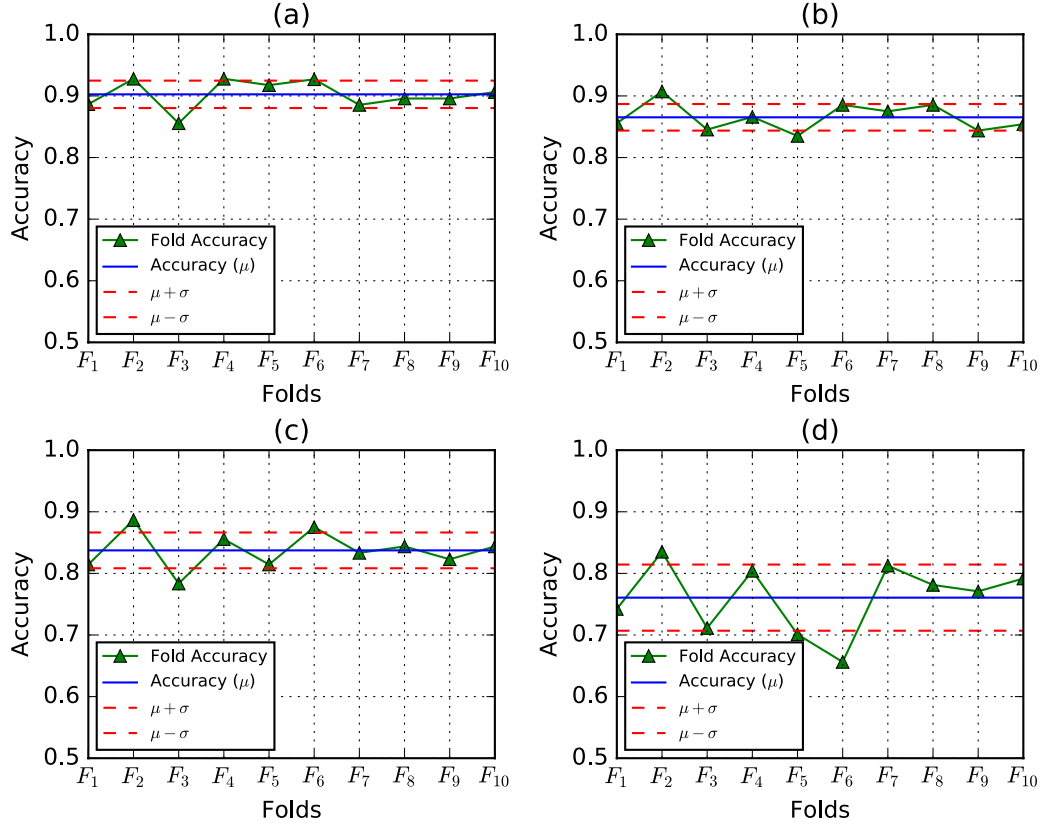 (a)
1.0
0.9
0.8
0.7
0.6
0.5
Accuracy
Fold Accuracy
Accuracy (μ)
μ + σ
μ − σ
F₁ F₂ F₃ F₄ F₅ F₆ F₇ F₈ F₉ F₁₀
Folds
(b)
1.0
0.9
0.8
0.7
0.6
0.5
Accuracy
Fold Accuracy
Accuracy (μ)
μ + σ
μ − σ
F₁ F₂ F₃ F₄ F₅ F₆ F₇ F₈ F₉ F₁₀
Folds
(c)
1.0
0.9
0.8
0.7
0.6
0.5
Accuracy
Fold Accuracy
Accuracy (μ)
μ + σ
μ − σ
F₁ F₂ F₃ F₄ F₅ F₆ F₇ F₈ F₉ F₁₀
Folds
(d)
1.0
0.9
0.8
0.7
0.6
0.5
Accuracy
Fold Accuracy
Accuracy (μ)
μ + σ
μ − σ
F₁ F₂ F₃ F₄ F₅ F₆ F₇ F₈ F₉ F₁₀
Folds